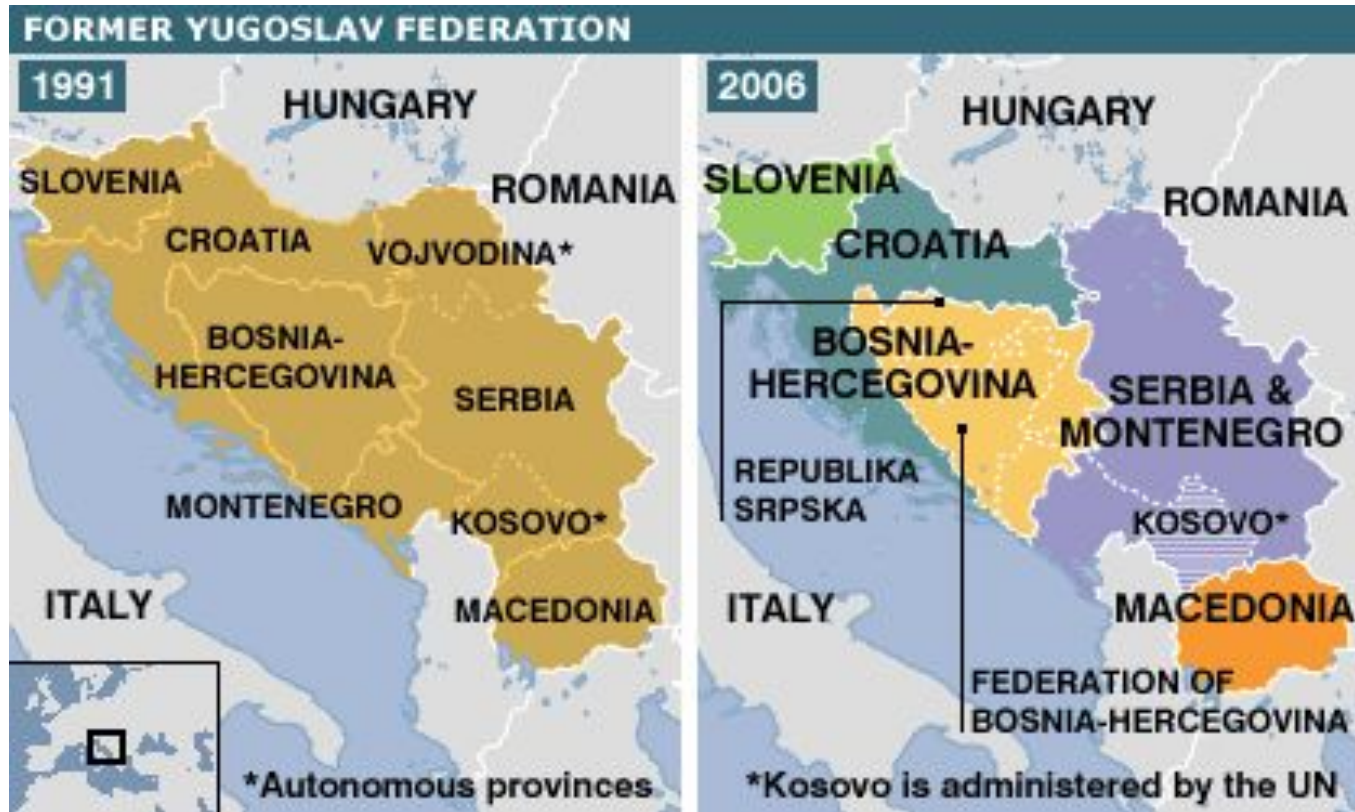 FORMER YUGOSLAV FEDERATION
1991
HUNGARY
SLOVENIA
ROMANIA
CROATIA
VOJVODINA*
BOSNIA-
HERCEGOVINA
SERBIA
MONTENEGRO
KOSOVO*
ITALY
MACEDONIA
*Autonomous provinces
2006
HUNGARY
SLOVENIA
ROMANIA
CROATIA
BOSNIA-
HERCEGOVINA
SERBIA &
MONTENEGRO
REPUBLIKA
SRPSKA
KOSOVO*
ITALY
MACEDONIA
FEDERATION OF
BOSNIA-HERCEGOVINA
*Kosovo is administered by the UN